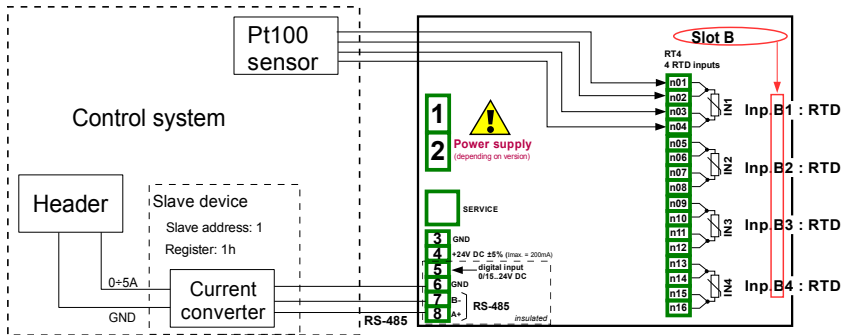 Pt100
sensor
Control system
Header
Slave device
Slave address: 1
Register: 1h
0÷5A
GND
Current
converter
RS-485
1
2
Power supply
(depending on version)
SERVICE
3 GND
4 +24V DC ±5% (Imax. = 200mA)
5 digital input
0/15..24V DC
6 GND
7 B-
8 A+
RS-485
insulated
Slot B
RT4
4 RTD inputs
n01
n02
n03
n04
IN1
Inp.B1 : RTD
n05
n06
n07
n08
IN2
Inp.B2 : RTD
n09
n10
n11
n12
IN3
Inp.B3 : RTD
n13
n14
n15
n16
IN4
Inp.B4 : RTD